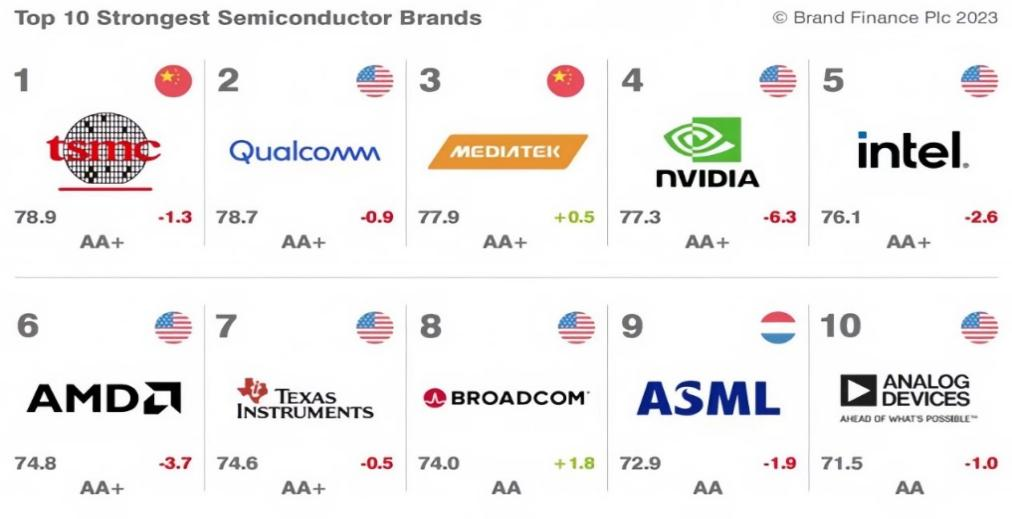 Top 10 Strongest Semiconductor Brands
© Brand Finance Plc 2023
1
tsmc
78.9 -1.3
AA+
2
Qualcomm
78.7 -0.9
AA+
3
MEDIATEK
77.9 +0.5
AA+
4
NVIDIA
77.3 -6.3
AA+
5
intel.
76.1 -2.6
AA+
6
AMD
74.8 -3.7
AA+
7
TEXAS
INSTRUMENTS
74.6 -0.5
AA+
8
BROADCOM
74.0 +1.8
AA
9
ASML
72.9 -1.9
AA
10
ANALOG
DEVICES
AHEAD OF WHAT'S POSSIBLE™
71.5 -1.0
AA